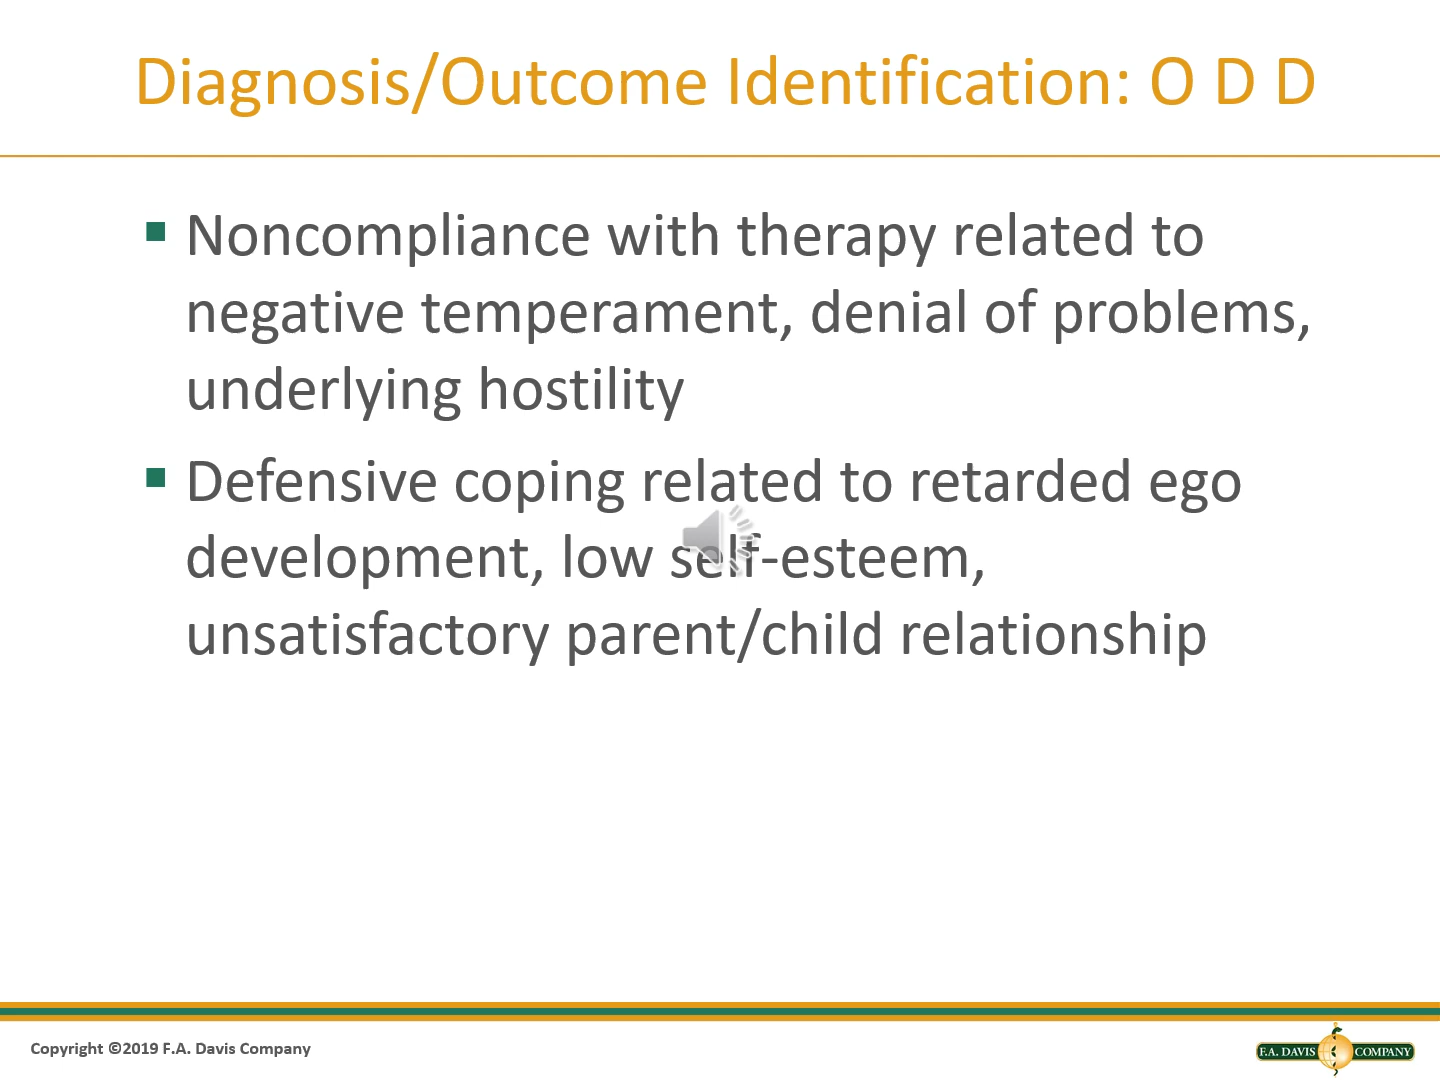 Diagnosis/Outcome Identification: O D D
▪ Noncompliance with therapy related to
negative temperament, denial of problems,
underlying hostility
▪ Defensive coping related to retarded ego
development, low self-esteem,
unsatisfactory parent/child relationship
Copyright ©2019 F.A. Davis Company
F.A. DAVIS COMPANY